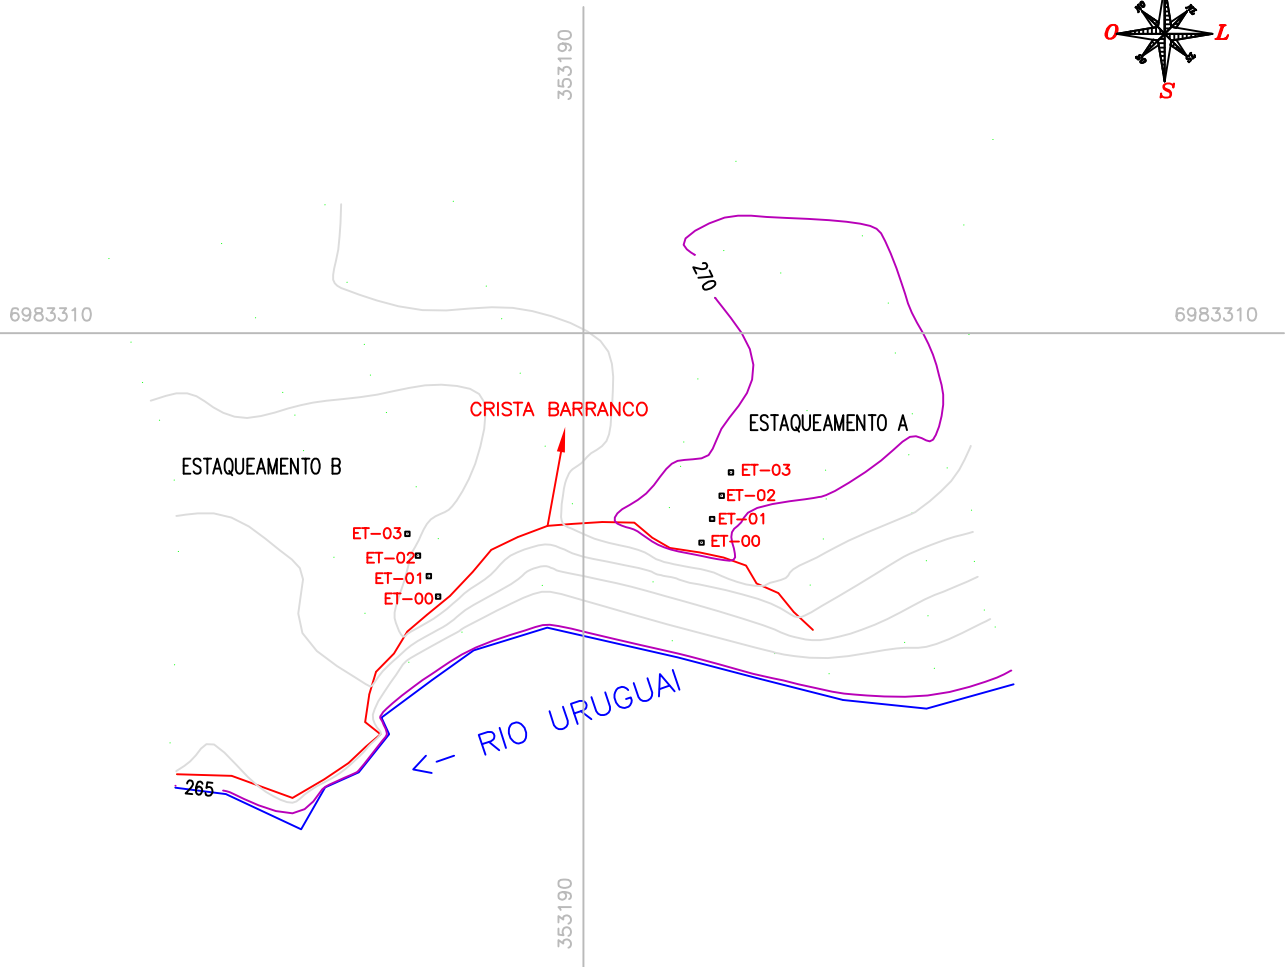 353190
O
L
S
270
6983310
6983310
CRISTA BARRANCO
ESTAQUEAMENTO A
ESTAQUEAMENTO B
ET-03
ET-02
ET-01
ET-00
ET-03
ET-02
ET-01
ET-00
RIO URUGUAI
265
353190